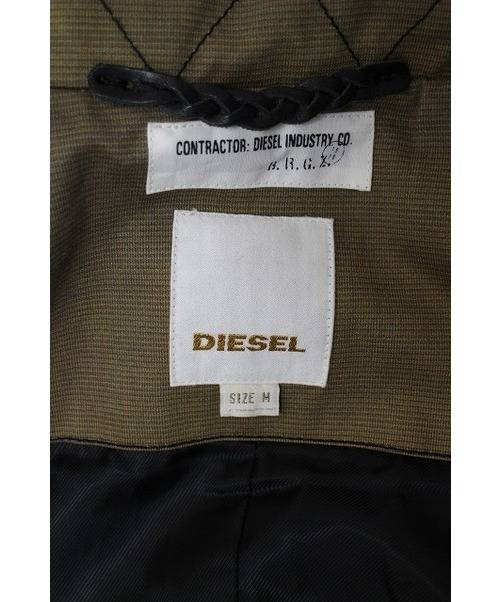 CONTRACTOR: DIESEL INDUSTRY CO.
DIESEL
SIZE M